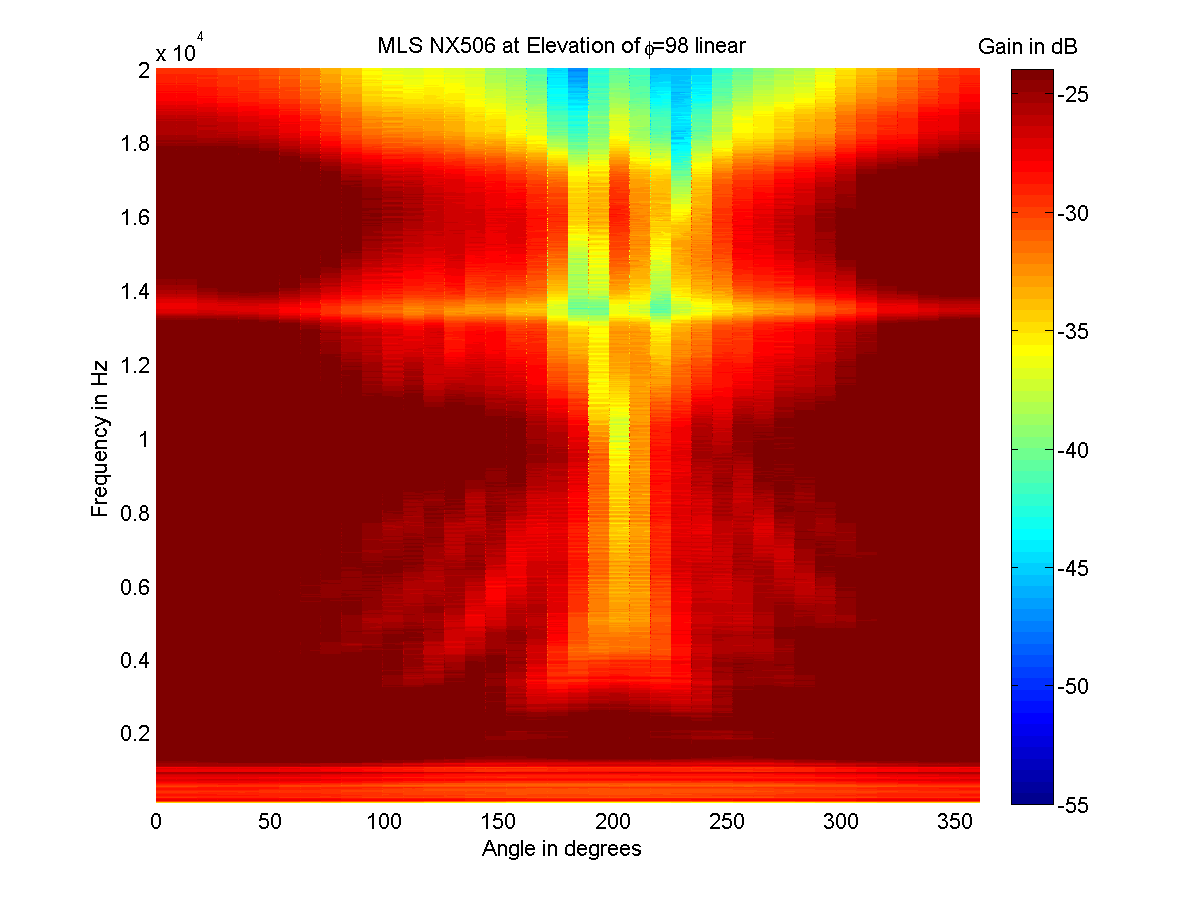 MLS NX506 at Elevation of ϕ=98 linear
Gain in dB
x 10^4
2
1.8
1.6
1.4
1.2
1
0.8
0.6
0.4
0.2
Frequency in Hz
0 50 100 150 200 250 300 350
Angle in degrees
-25
-30
-35
-40
-45
-50
-55